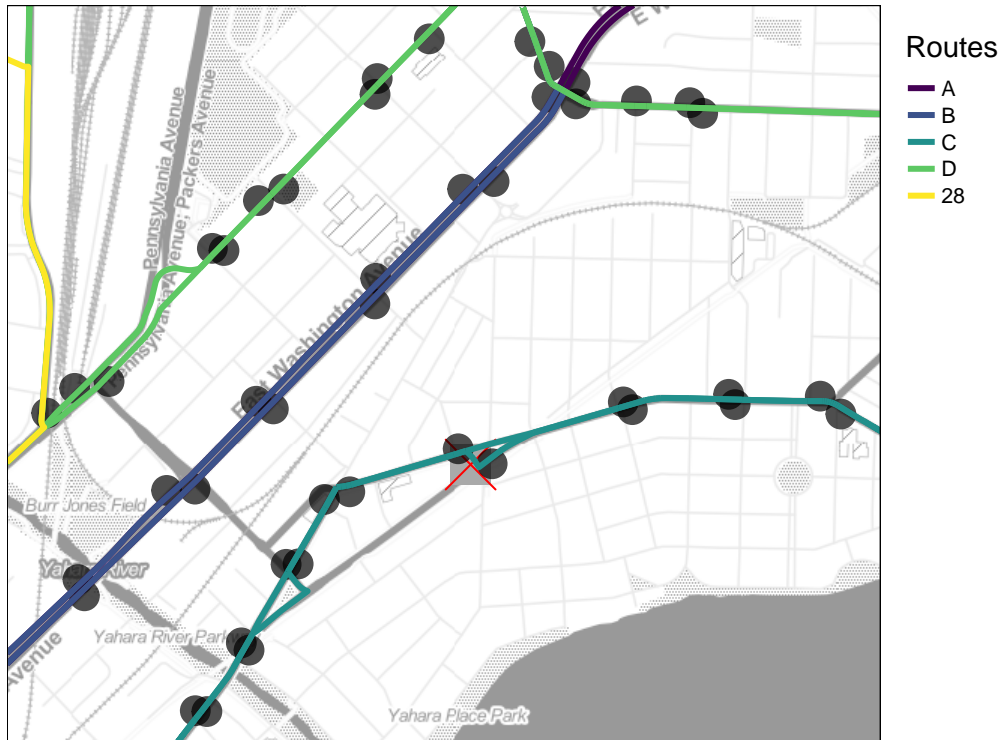 E W
Routes
A
B
C
D
28
Pennsylvania Avenue
Pennsylvania Avenue; Packers Avenue
East Washington Avenue
Burr Jones Field
Yahara River
Yahara River Park
Avenue
Yahara Place Park